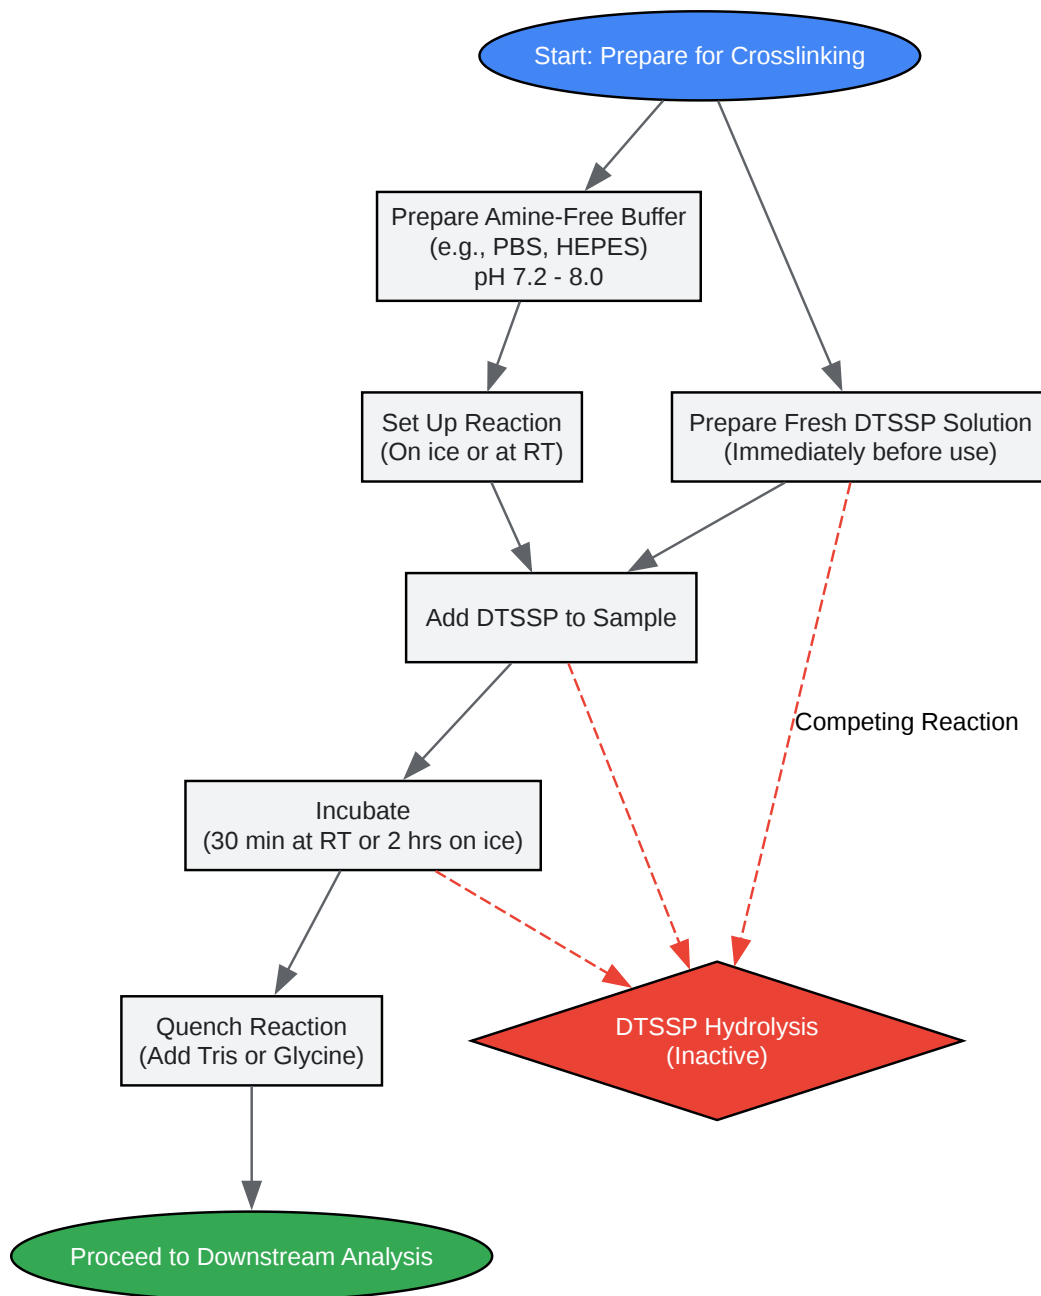 Start: Prepare for Crosslinking
Prepare Amine-Free Buffer
(e.g., PBS, HEPES)
pH 7.2 - 8.0
Set Up Reaction
(On ice or at RT)
Prepare Fresh DTSSP Solution
(Immediately before use)
Add DTSSP to Sample
Competing Reaction
Incubate
(30 min at RT or 2 hrs on ice)
Quench Reaction
(Add Tris or Glycine)
DTSSP Hydrolysis
(Inactive)
Proceed to Downstream Analysis